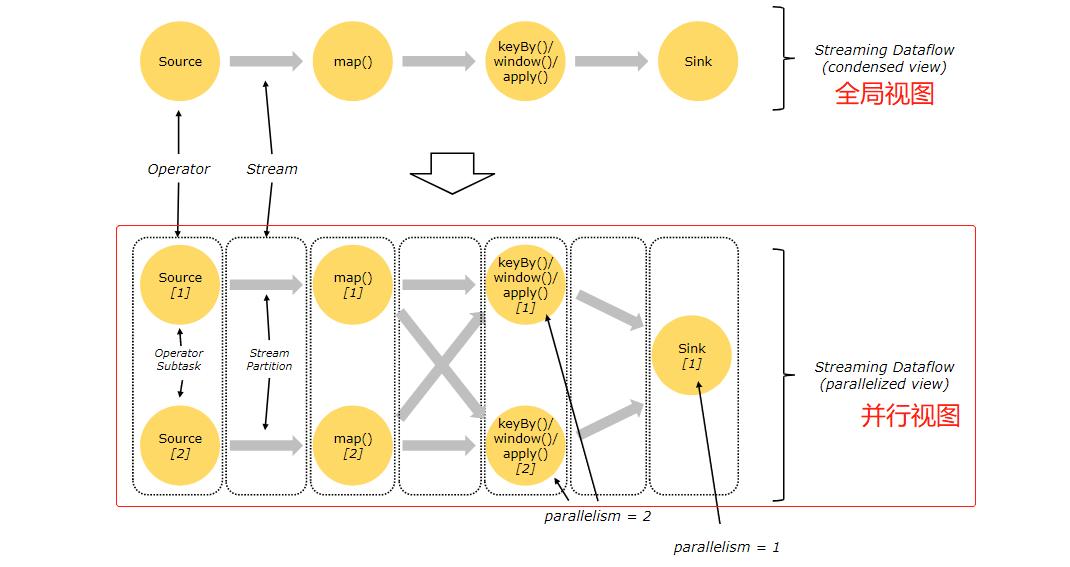 Source
map()
keyBy()/
window()/
apply()
Sink
Streaming Dataflow
(condensed view)
全局视图
Operator
Stream
Source
[1]
map()
[1]
keyBy()/
window()/
apply()
[1]
Operator
Subtask
Stream
Partition
Sink
[1]
Streaming Dataflow
(parallelized view)
并行视图
Source
[2]
map()
[2]
keyBy()/
window()/
apply()
[2]
parallelism = 2
parallelism = 1